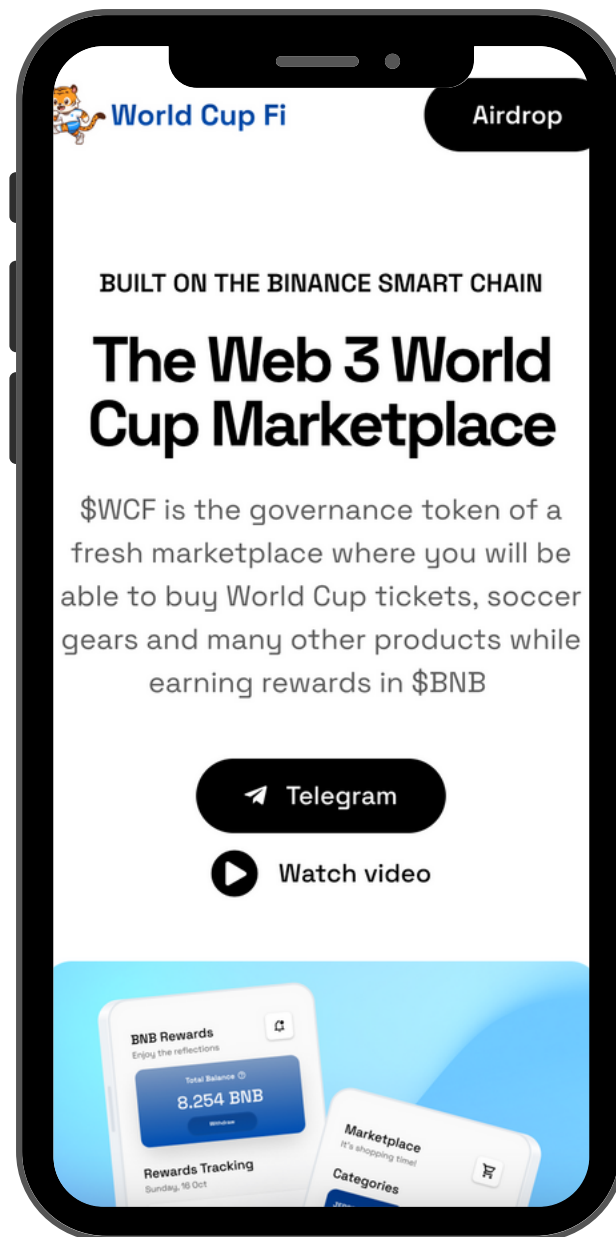 World Cup Fi
Airdrop
BUILT ON THE BINANCE SMART CHAIN
The Web 3 World
Cup Marketplace
$WCF is the governance token of a
fresh marketplace where you will be
able to buy World Cup tickets, soccer
gears and many other products while
earning rewards in $BNB
Telegram
Watch video
BNB Rewards
Enjoy the reflections
Total Balance
8.254 BNB
Withdraw
Rewards Tracking
Sunday, 16 Oct
Marketplace
It's shopping time!
Categories